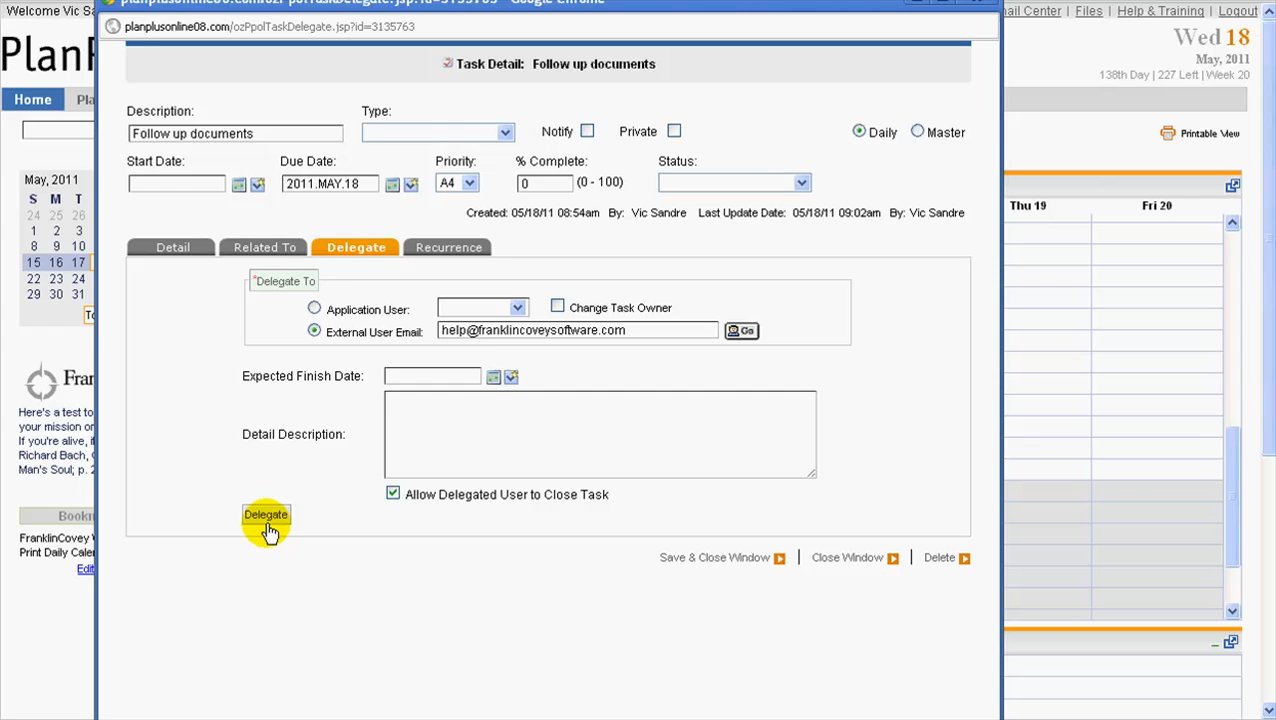 Welcome Vic Sa
planplusonline08.com/ozPpolTaskDelegate.jsp?id=3135763
ail Center | Files | Help & Training | Logout
PlanP
Task Detail: Follow up documents
Wed 18
May, 2011
138th Day | 227 Left | Week 20
Home
Pla
Description:
Type:
Follow up documents
Notify
Private
Daily
Master
Printable View
Start Date:
Due Date:
Priority:
% Complete:
Status:
2011.MAY.18
A4
0
(0 - 100)
May, 2011
S M T
24 25 26
1 2 3
8 9 10
15 16 17
22 23 24
29 30 31
To
Created: 05/18/11 08:54am By: Vic Sandre Last Update Date: 05/18/11 09:02am By: Vic Sandre
Thu 19
Fri 20
Detail
Related To
Delegate
Recurrence
*Delegate To
Application User:
Change Task Owner
External User Email:
help@franklincoveysoftware.com
Go
Expected Finish Date:
Detail Description:
Allow Delegated User to Close Task
Delegate
Save & Close Window | Close Window | Delete
Fran
Here's a test to
your mission o
If you're alive, it
Richard Bach,
Man's Soul; p. 2
Bookm
FranklinCovey W
Print Daily Cale
Edit